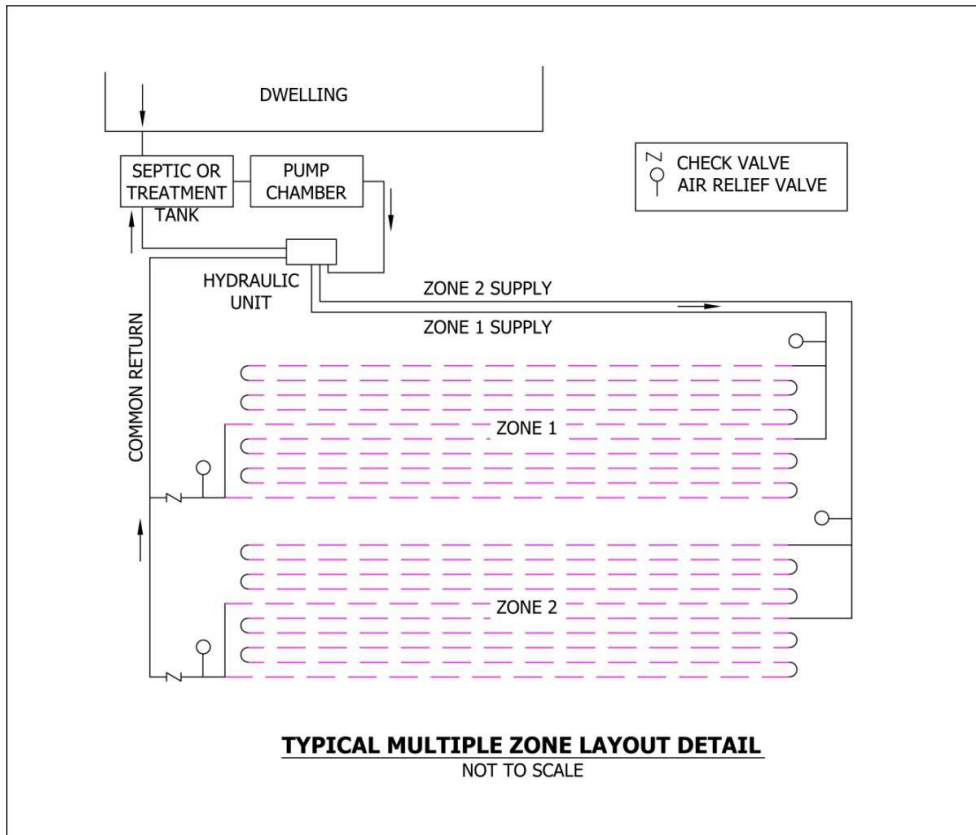 DWELLING
SEPTIC OR
TREATMENT
TANK
PUMP
CHAMBER
CHECK VALVE
AIR RELIEF VALVE
HYDRAULIC
UNIT
ZONE 2 SUPPLY
ZONE 1 SUPPLY
COMMON RETURN
ZONE 1
ZONE 2
TYPICAL MULTIPLE ZONE LAYOUT DETAIL
NOT TO SCALE